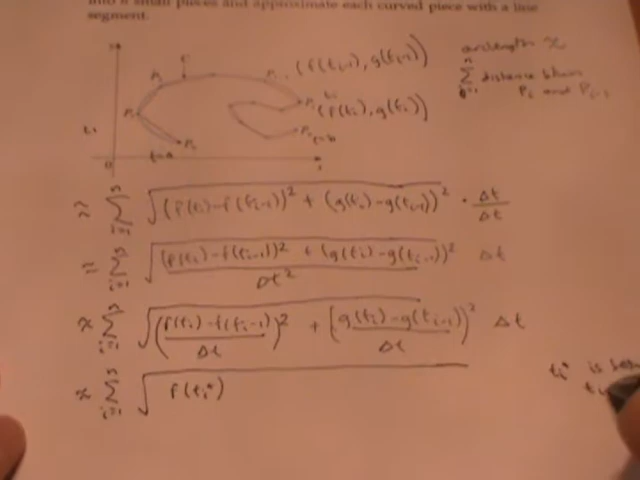 into n small pieces and approximate each curved piece with a line
segment.
arclength ≈
(f(tᵢ₋₁), g(tᵢ₋₁))
∑ distance btwn
Pᵢ and Pᵢ₋₁
(f(tᵢ), g(tᵢ))
t=a
t=b
≈ ∑ √((f(tᵢ)-f(tᵢ₋₁))² + (g(tᵢ)-g(tᵢ₋₁))²) · Δt/Δt
= ∑ √(((f(tᵢ)-f(tᵢ₋₁))² + (g(tᵢ)-g(tᵢ₋₁))²)/Δt²) Δt
≈ ∑ √(((f(tᵢ)-f(tᵢ₋₁))/Δt)² + ((g(tᵢ)-g(tᵢ₋₁))/Δt)²) Δt
tᵢ* is
≈ ∑ √ f(tᵢ*)